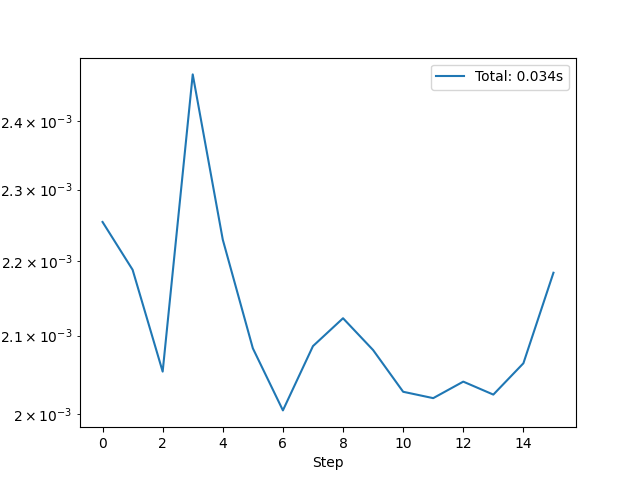 Total: 0.034s
2.4 × 10⁻³
2.3 × 10⁻³
2.2 × 10⁻³
2.1 × 10⁻³
2 × 10⁻³
0 2 4 6 8 10 12 14
Step